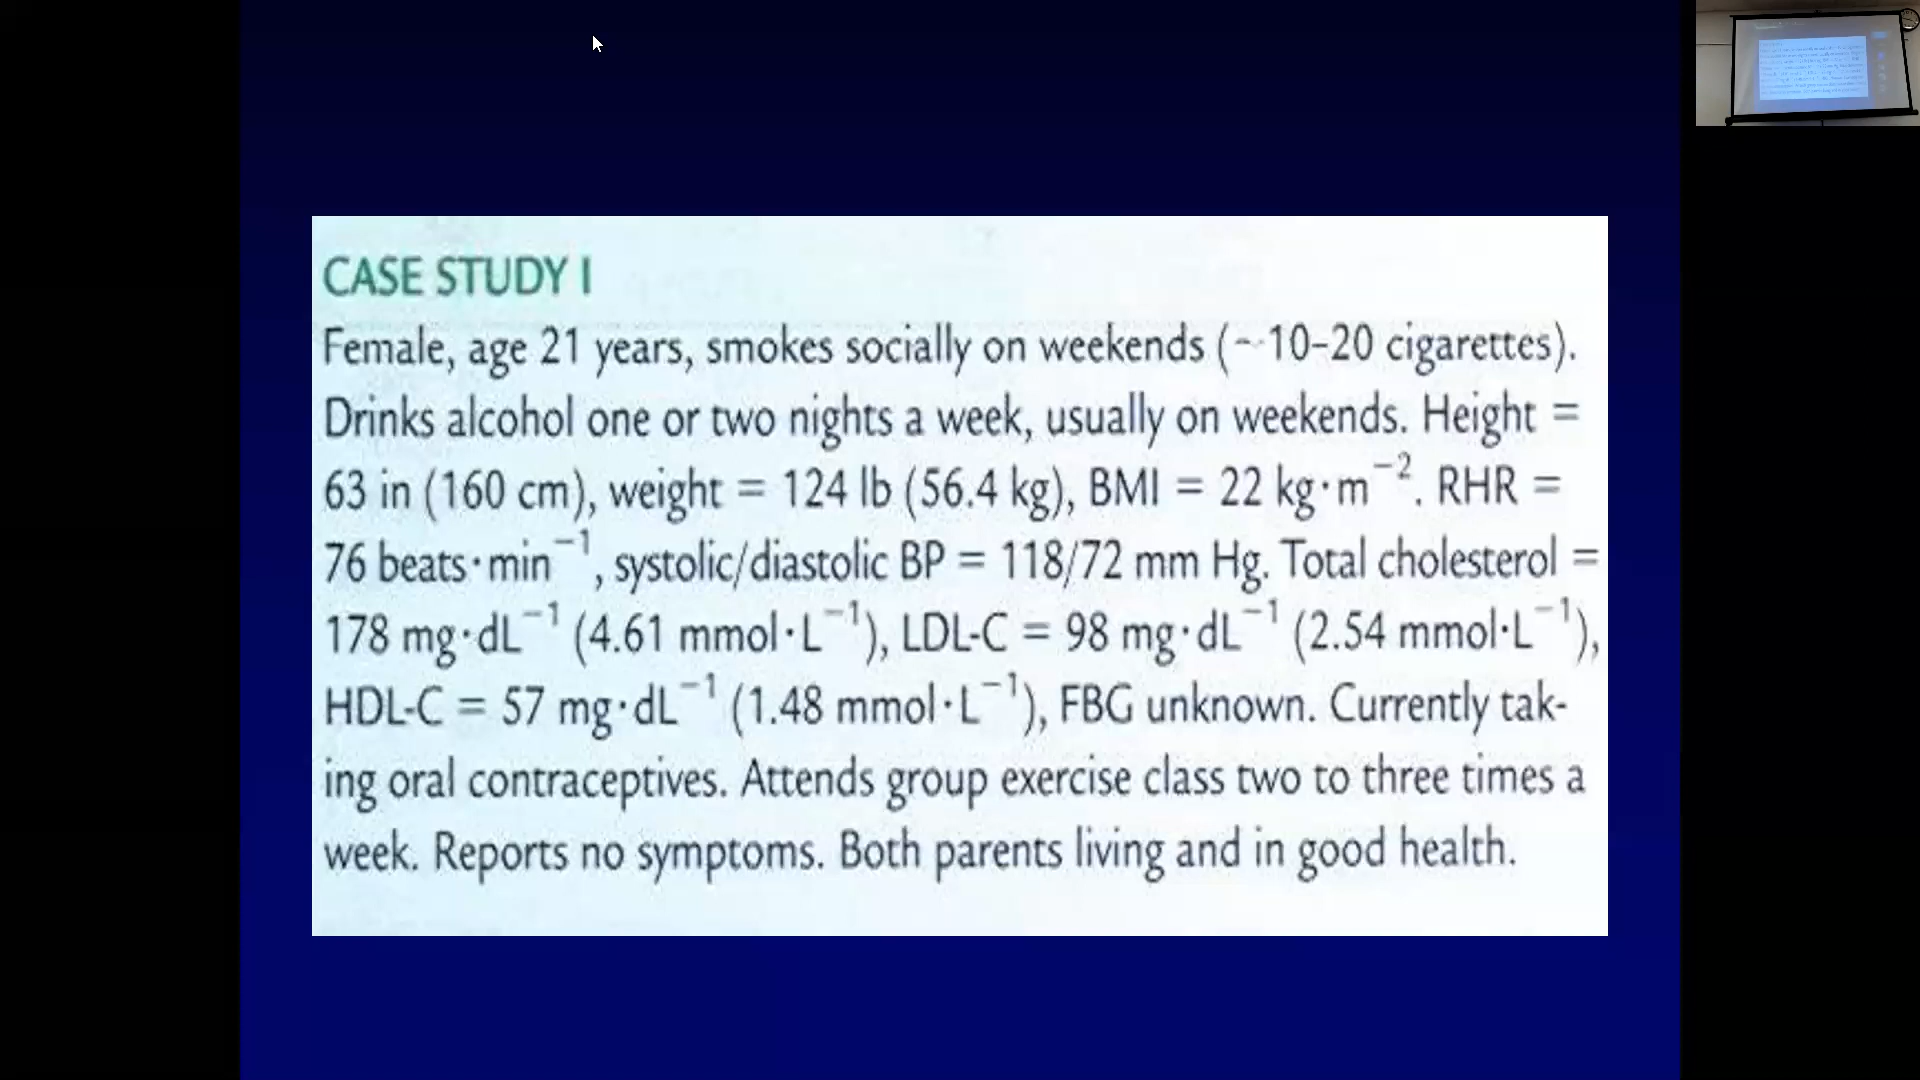 CASE STUDY I
Female, age 21 years, smokes socially on weekends (~10–20 cigarettes).
Drinks alcohol one or two nights a week, usually on weekends. Height =
63 in (160 cm), weight = 124 lb (56.4 kg), BMI = 22 kg·m⁻². RHR =
76 beats·min⁻¹, systolic/diastolic BP = 118/72 mm Hg. Total cholesterol =
178 mg·dL⁻¹ (4.61 mmol·L⁻¹), LDL-C = 98 mg·dL⁻¹ (2.54 mmol·L⁻¹),
HDL-C = 57 mg·dL⁻¹ (1.48 mmol·L⁻¹), FBG unknown. Currently tak-
ing oral contraceptives. Attends group exercise class two to three times a
week. Reports no symptoms. Both parents living and in good health.